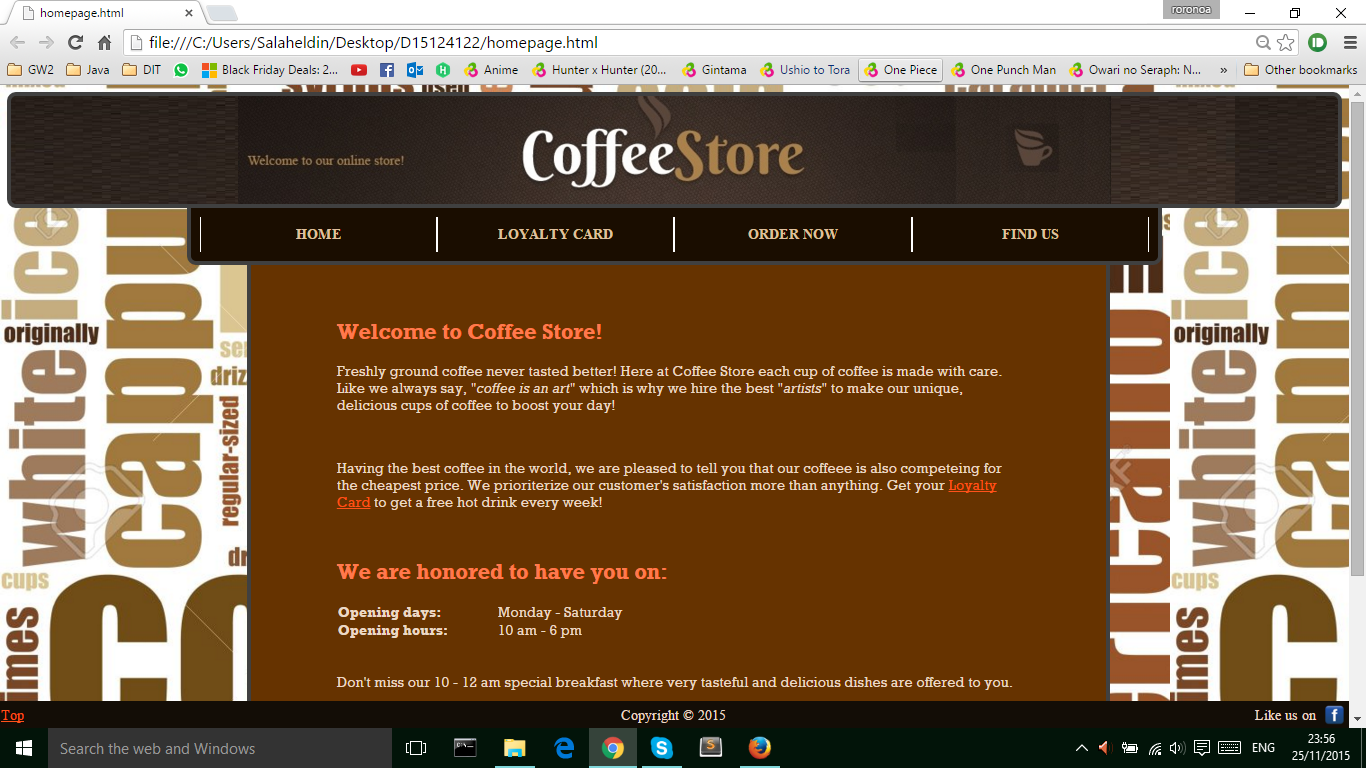 homepage.html
roronoa
file:///C:/Users/Salaheldin/Desktop/D15124122/homepage.html
GW2 Java DIT Black Friday Deals: 2... Anime Hunter x Hunter (20... Gintama Ushio to Tora One Piece One Punch Man Owari no Seraph: N... » Other bookmarks
Welcome to our online store!
CoffeeStore
HOME LOYALTY CARD ORDER NOW FIND US
Welcome to Coffee Store!
Freshly ground coffee never tasted better! Here at Coffee Store each cup of coffee is made with care.
Like we always say, "coffee is an art" which is why we hire the best "artists" to make our unique,
delicious cups of coffee to boost your day!
Having the best coffee in the world, we are pleased to tell you that our coffeee is also competeing for
the cheapest price. We prioriterize our customer's satisfaction more than anything. Get your Loyalty
Card to get a free hot drink every week!
We are honored to have you on:
Opening days: Monday - Saturday
Opening hours: 10 am - 6 pm
Don't miss our 10 - 12 am special breakfast where very tasteful and delicious dishes are offered to you.
ice
cappu
originally
white
regular-sized
driz
cups
times
originally
white
ice
cups
times
Top Copyright © 2015 Like us on
Search the web and Windows
ENG
23:56
25/11/2015